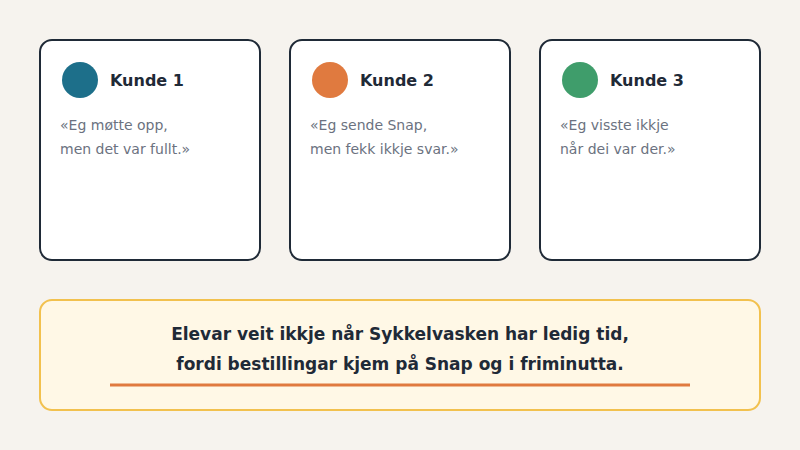 Kunde 1
«Eg møtte opp,
men det var fullt.»
Kunde 2
«Eg sende Snap,
men fekk ikkje svar.»
Kunde 3
«Eg visste ikkje
når dei var der.»
Elevar veit ikkje når Sykkelvasken har ledig tid,
fordi bestillingar kjem på Snap og i friminutta.